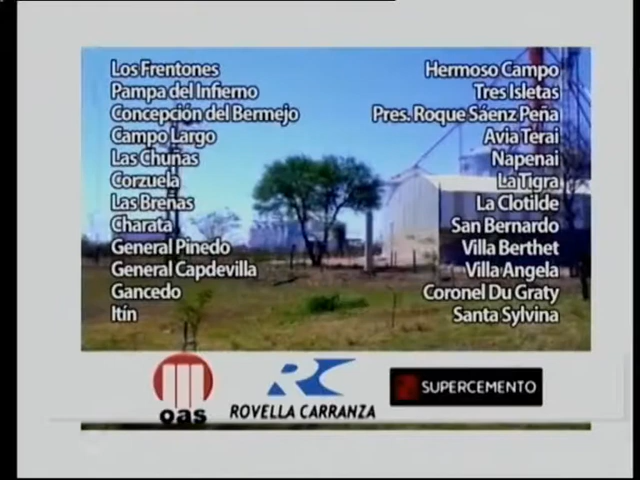 Los Frentones
Pampa del Infierno
Concepción del Bermejo
Campo Largo
Las Chuñas
Corzuela
Las Breñas
Charata
General Pinedo
General Capdevilla
Gancedo
Itín
Hermoso Campo
Tres Isletas
Pres. Roque Sáenz Peña
Avia Terai
Napenai
La Tigra
La Clotilde
San Bernardo
Villa Berthet
Villa Angela
Coronel Du Graty
Santa Sylvina
oas
ROVELLA CARRANZA
SUPERCEMENTO